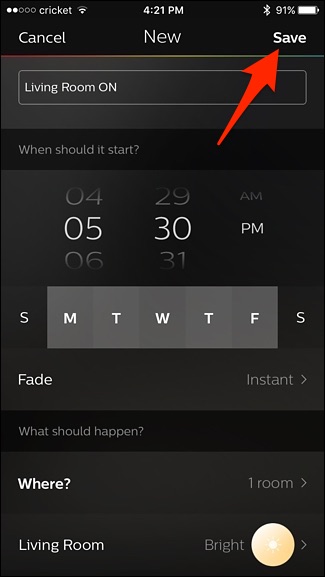 cricket 4:21 PM 91%
Cancel New Save
Living Room ON
When should it start?
04 29 AM
05 30 PM
06 31
S M T W T F S
Fade Instant >
What should happen?
Where? 1 room >
Living Room Bright >